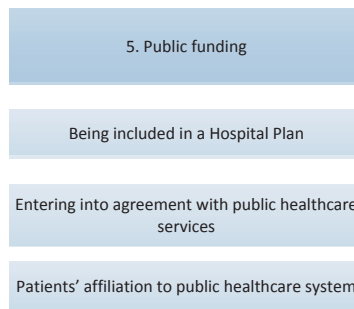 5. Public funding
Being included in a Hospital Plan
Entering into agreement with public healthcare
services
Patients' affiliation to public healthcare system